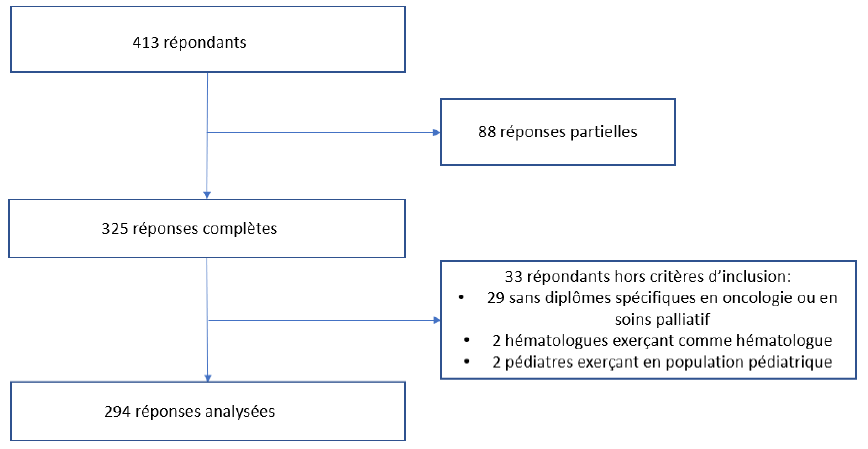 413 répondants
88 réponses partielles
325 réponses complètes
33 répondants hors critères d'inclusion:
• 29 sans diplômes spécifiques en oncologie ou en
soins palliatif
• 2 hématologues exerçant comme hématologue
• 2 pédiatres exerçant en population pédiatrique
294 réponses analysées